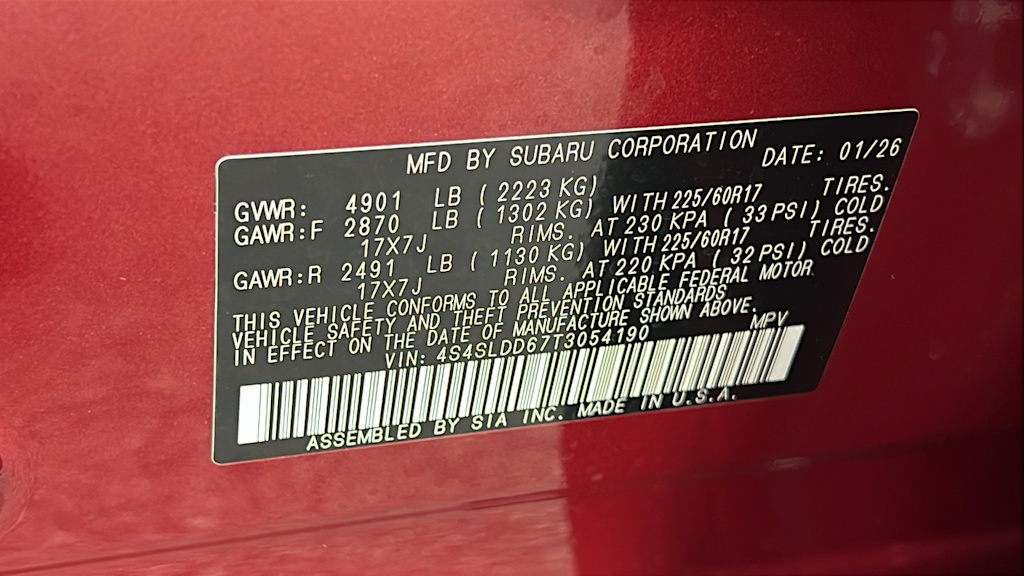 MFD BY SUBARU CORPORATION DATE: 01/26
GVWR: 4901 LB ( 2223 KG)
GAWR:F 2870 LB ( 1302 KG) WITH 225/60R17 TIRES.
17X7J RIMS. AT 230 KPA ( 33 PSI) COLD
GAWR:R 2491 LB ( 1130 KG) WITH 225/60R17 TIRES.
17X7J RIMS. AT 220 KPA ( 32 PSI) COLD
THIS VEHICLE CONFORMS TO ALL APPLICABLE FEDERAL MOTOR
VEHICLE SAFETY AND THEFT PREVENTION STANDARDS
IN EFFECT ON THE DATE OF MANUFACTURE SHOWN ABOVE.
VIN: 4S4SLDD67T3054190 MPV
ASSEMBLED BY SIA INC. MADE IN U.S.A.